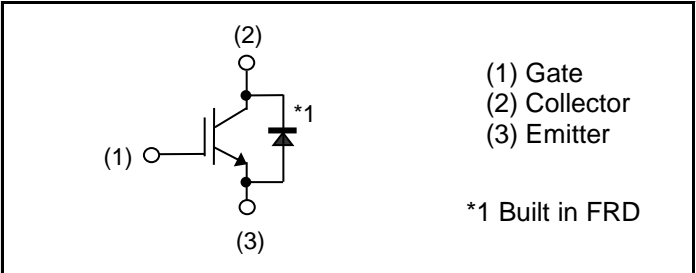 (2)
*1
(1)
(3)
(1) Gate
(2) Collector
(3) Emitter
*1 Built in FRD